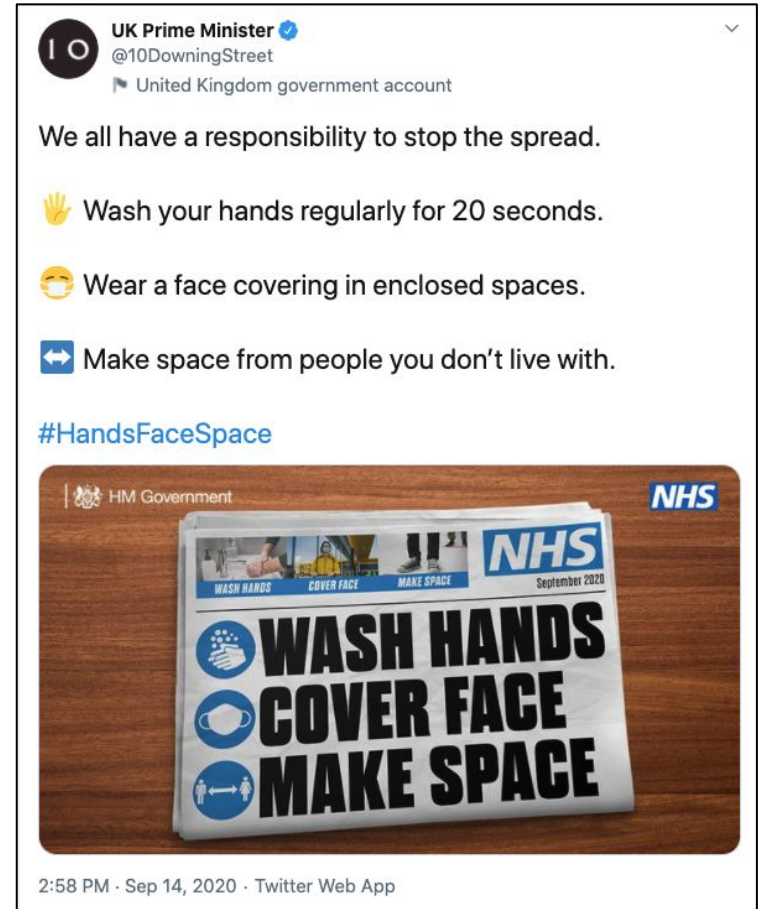 10
UK Prime Minister
@10DowningStreet
United Kingdom government account
We all have a responsibility to stop the spread.
🖐 Wash your hands regularly for 20 seconds.
😷 Wear a face covering in enclosed spaces.
↔️ Make space from people you don’t live with.
#HandsFaceSpace
HM Government
NHS
WASH HANDS COVER FACE MAKE SPACE
NHS
September 2020
WASH HANDS
COVER FACE
MAKE SPACE
2:58 PM · Sep 14, 2020 · Twitter Web App